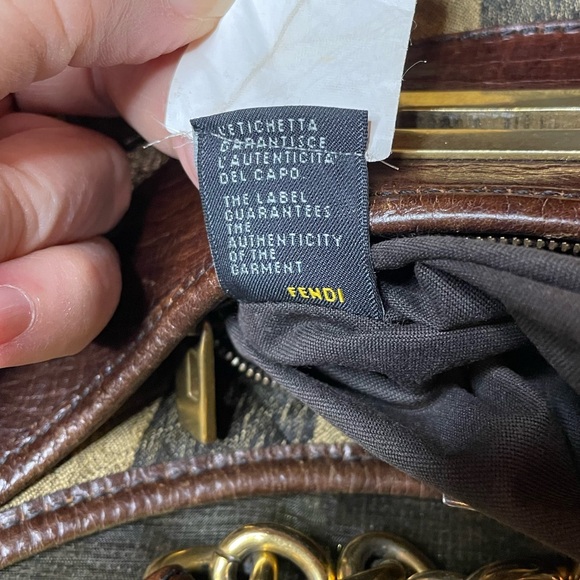 L'ETICHETTA
GARANTISCE
L'AUTENTICITA'
DEL CAPO
THE LABEL
GUARANTEES
THE
AUTHENTICITY
OF THE
GARMENT
FENDI